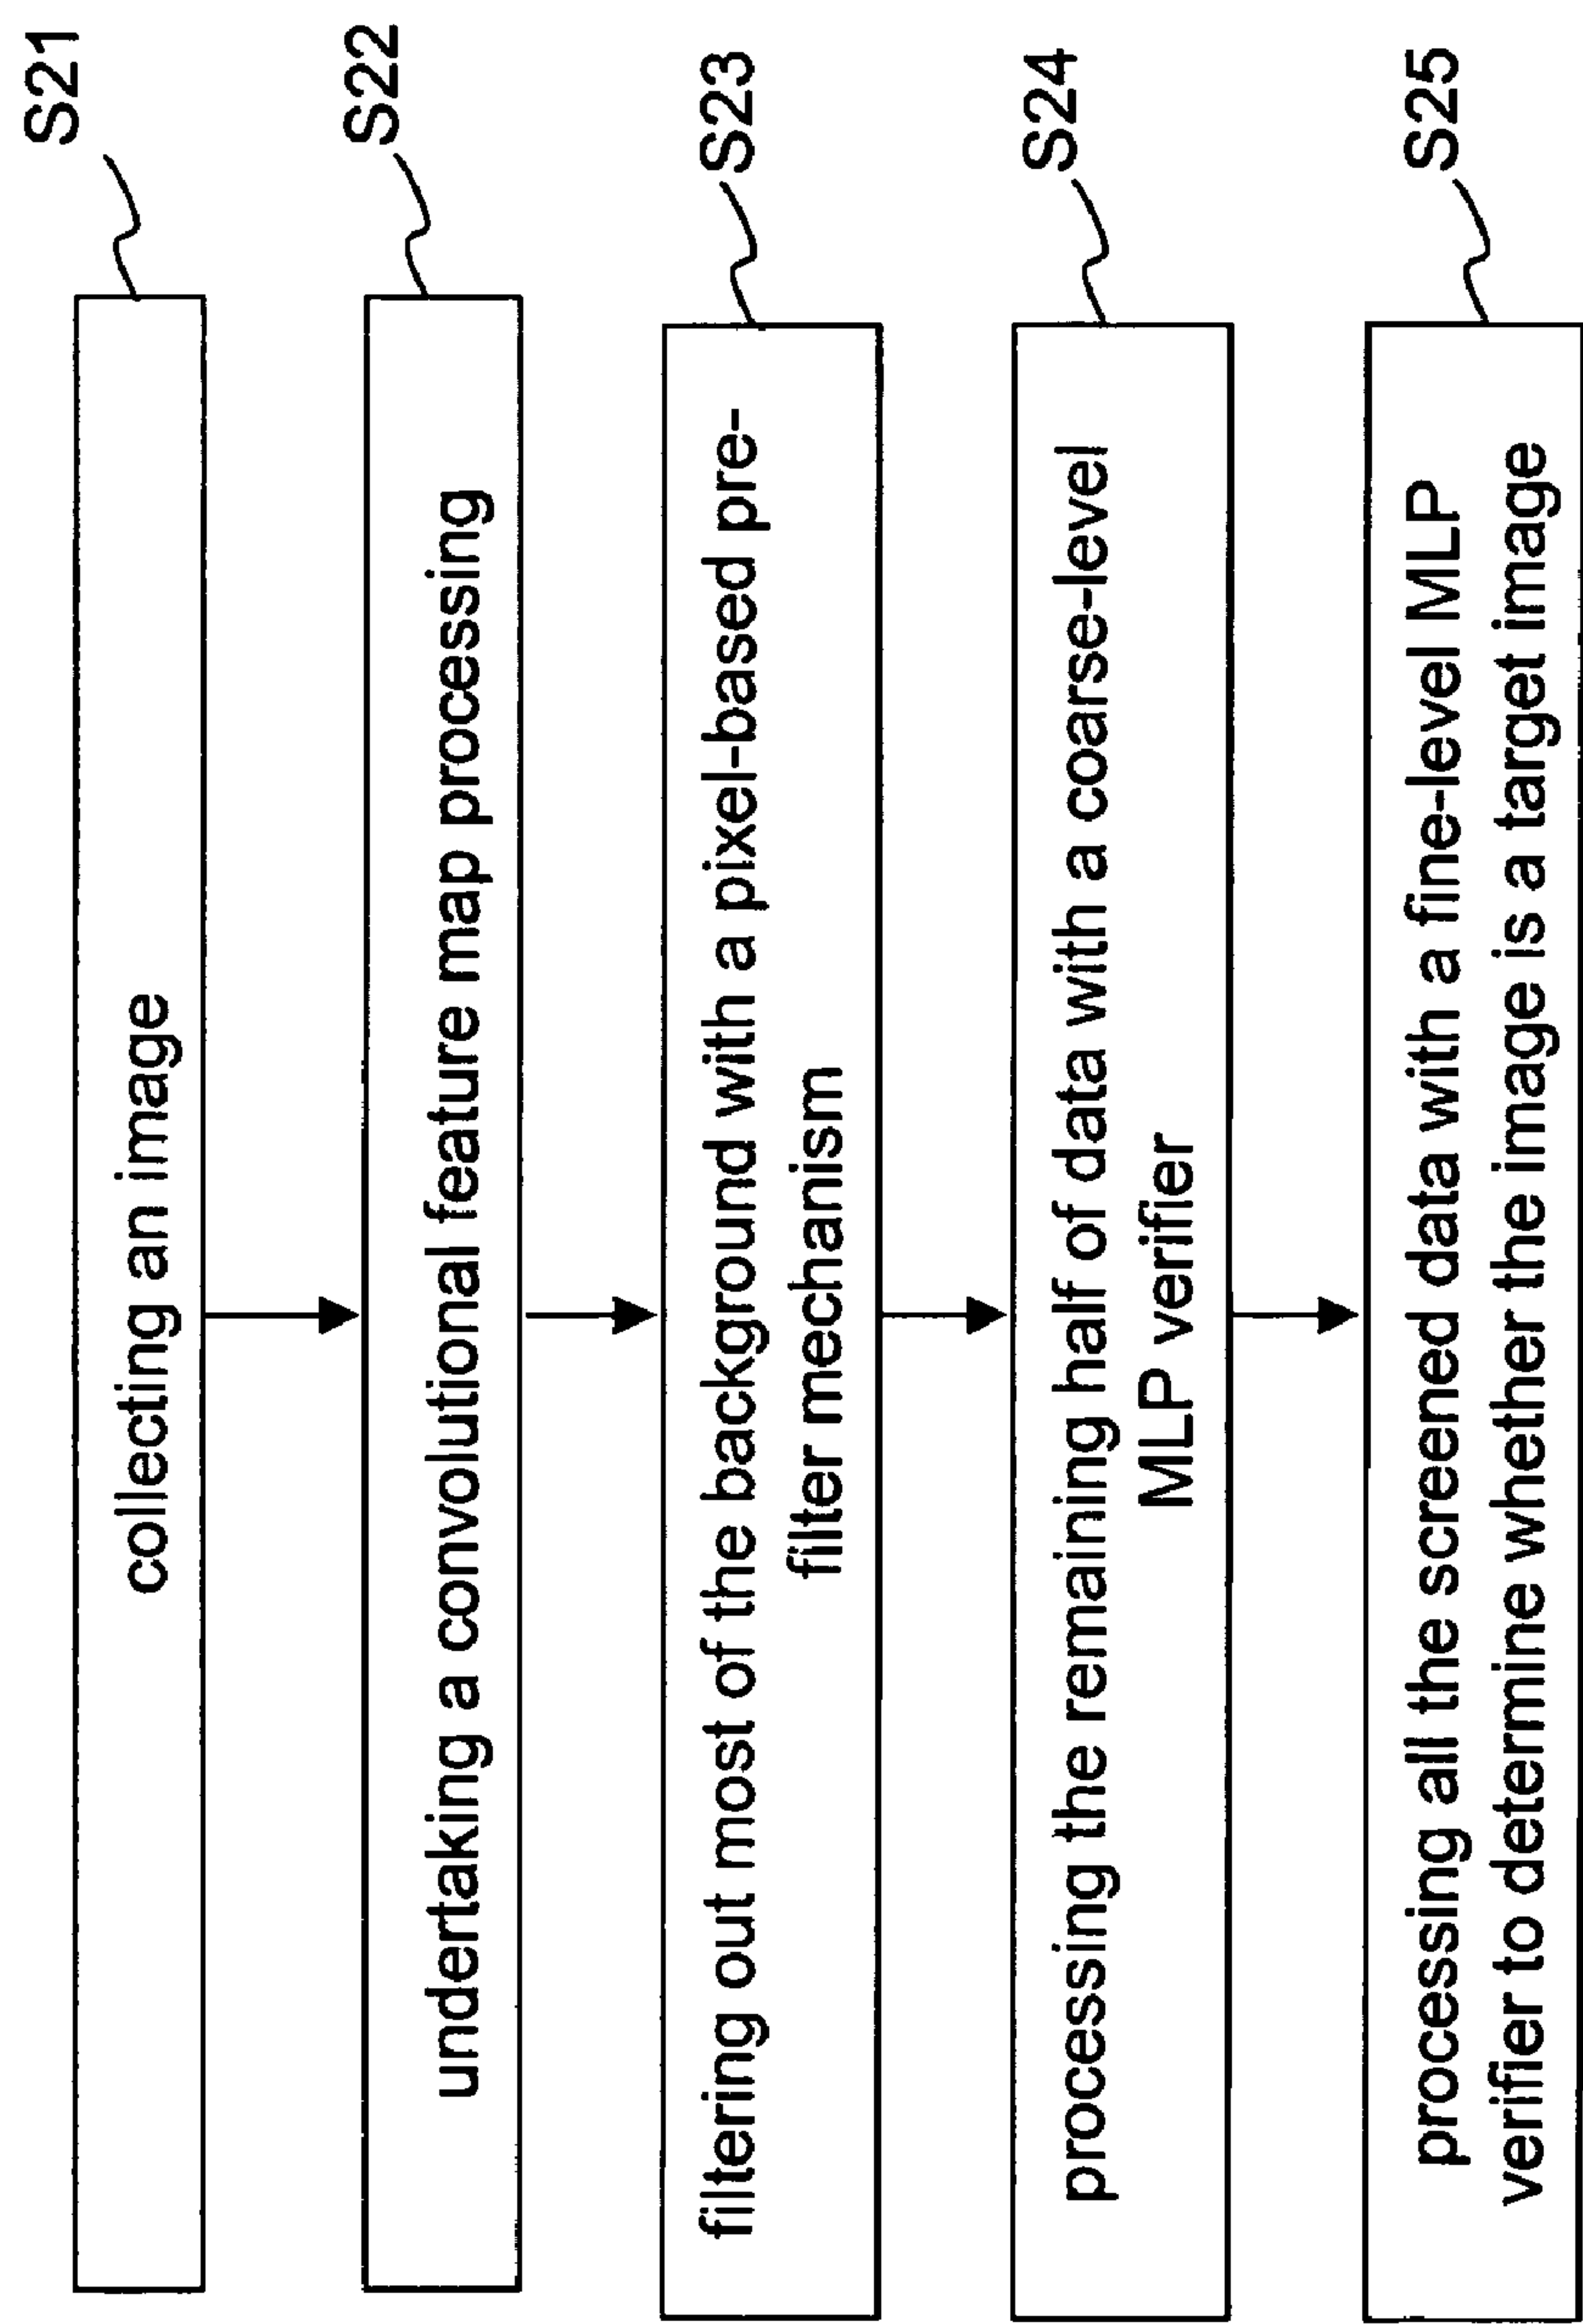 S21
collecting an image
S22
undertaking a convolutional feature map processing
S23
filtering out most of the background with a pixel-based pre-
filter mechanism
S24
processing the remaining half of data with a coarse-level
MLP verifier
S25
processing all the screened data with a fine-level MLP
verifier to determine whether the image is a target image